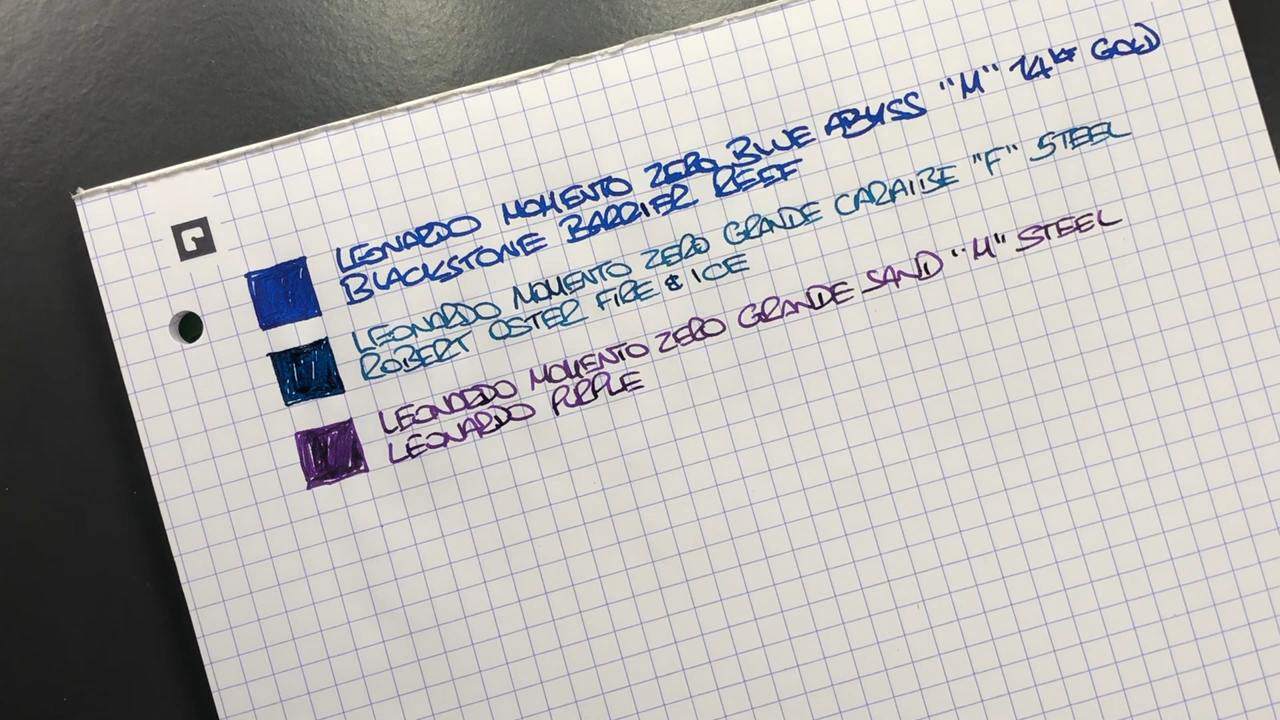 LEONARDO MOMENTO ZERO BLUE ABYSS "M" 14kt GOLD
BLACKSTONE BARRIER REEF
LEONARDO MOMENTO ZERO GRANDE CARAIBE "F" STEEL
ROBERT OSTER FIRE & ICE
LEONARDO MOMENTO ZERO GRANDE SAND "M" STEEL
LEONARDO PURPLE